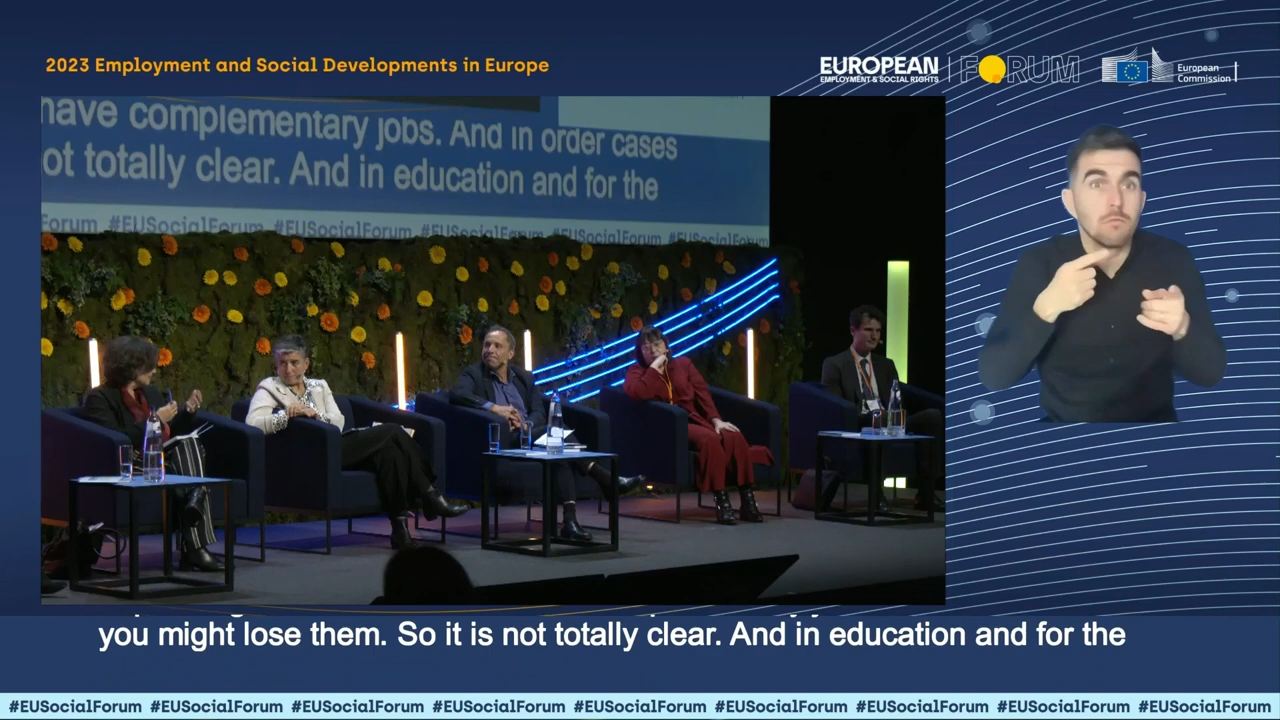 2023 Employment and Social Developments in Europe
EUROPEAN
EMPLOYMENT & SOCIAL RIGHTS
FORUM
European
Commission
have complementary jobs. And in order cases
ot totally clear. And in education and for the
Forum #EUSocialForum #EUSocialForum #EUSocialForum #EUSocialForum #EUSocialForum
you might lose them. So it is not totally clear. And in education and for the
#EUSocialForum #EUSocialForum #EUSocialForum #EUSocialForum #EUSocialForum #EUSocialForum #EUSocialForum #EUSocialForum #EUSocialForum